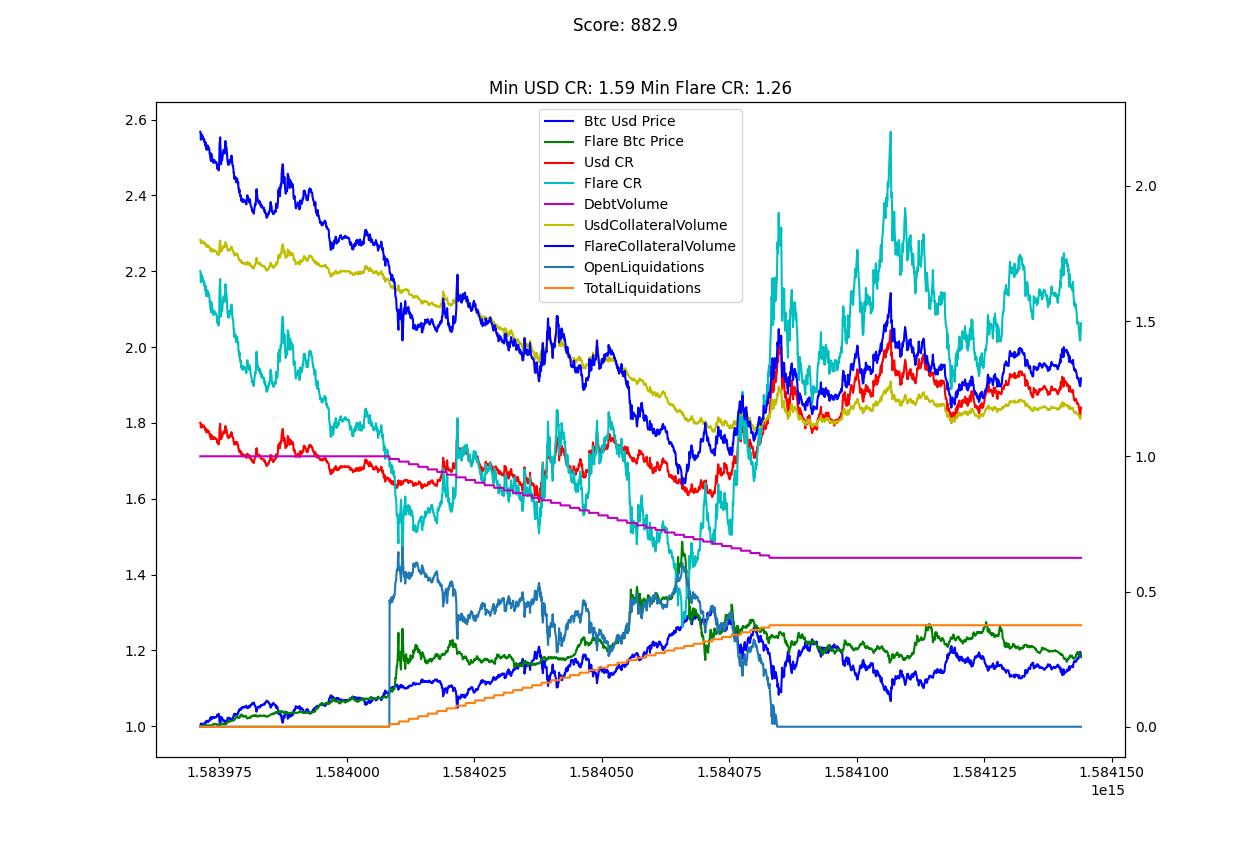 Score: 882.9
Min USD CR: 1.59 Min Flare CR: 1.26
Btc Usd Price
Flare Btc Price
Usd CR
Flare CR
DebtVolume
UsdCollateralVolume
FlareCollateralVolume
OpenLiquidations
TotalLiquidations
2.6
2.4
2.2
2.0
1.8
1.6
1.4
1.2
1.0
2.0
1.5
1.0
0.5
0.0
1.583975 1.584000 1.584025 1.584050 1.584075 1.584100 1.584125 1.584150
1e15